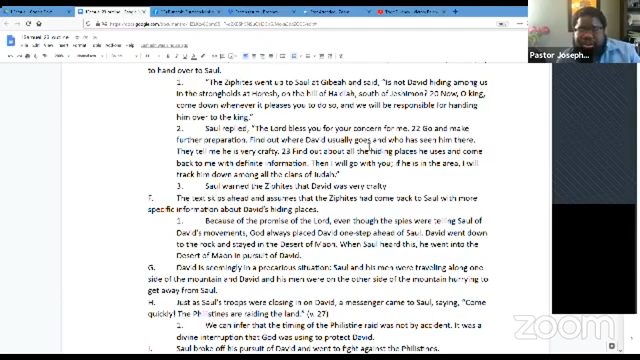 1Samuel 23 outline
to hand over to Saul.
1. "The Ziphites went up to Saul at Gibeah and said, "Is not David hiding among us
in the strongholds at Horesh, on the hill of Hakilah, south of Jeshimon? 20 Now, O king,
come down whenever it pleases you to do so, and we will be responsible for handing
him over to the king."
2. Saul replied, "The Lord bless you for your concern for me. 22 Go and make
further preparation. Find out where David usually goes and who has seen him there.
They tell me he is very crafty. 23 Find out about all the hiding places he uses and come
back to me with definite information. Then I will go with you; if he is in the area, I will
track him down among all the clans of Judah."
3. Saul warned the Ziphites that David was very crafty
F. The text skips ahead and assumes that the Ziphites had come back to Saul with more
specific information about David's hiding places.
1. Because of the promise of the Lord, even though the spies were telling Saul of
David's movements, God always placed David one-step ahead of Saul. David went down
to the rock and stayed in the Desert of Maon. When Saul heard this, he went into the
Desert of Maon in pursuit of David.
G. David is seemingly in a precarious situation: Saul and his men were traveling along one
side of the mountain and David and his men were on the other side of the mountain hurrying to
get away from Saul.
H. Just as Saul's troops were closing in on David, a messenger came to Saul, saying, "Come
quickly! The Philistines are raiding the land." (v. 27)
1. We can infer that the timing of the Philistine raid was not by accident. It was a
divine interruption that God was using to protect David.
I. Saul broke off his pursuit of David and went to fight against the Philistines.
Pastor Joseph...
LIVE ON
zoom